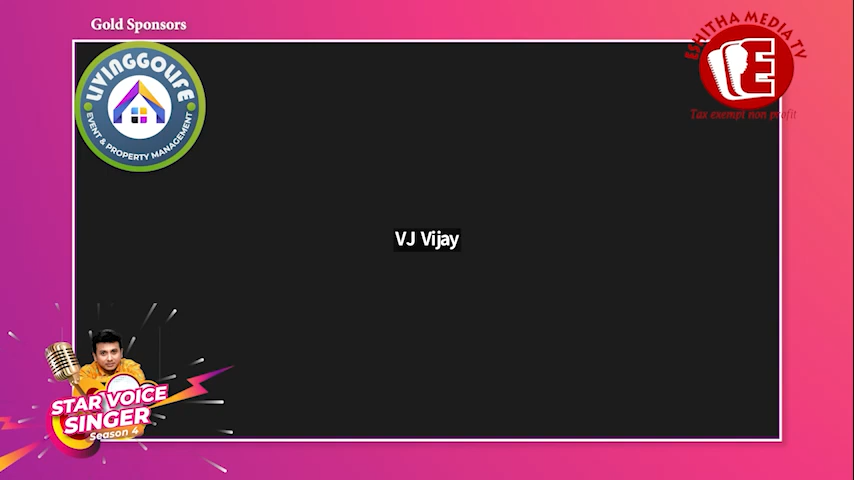 Gold Sponsors
LIVINGGOLIFE
EVENT & PROPERTY MANAGEMENT
ESHITHA MEDIA TV
E
Tax exempt non profit
VJ Vijay
STAR VOICE
SINGER
Season 4